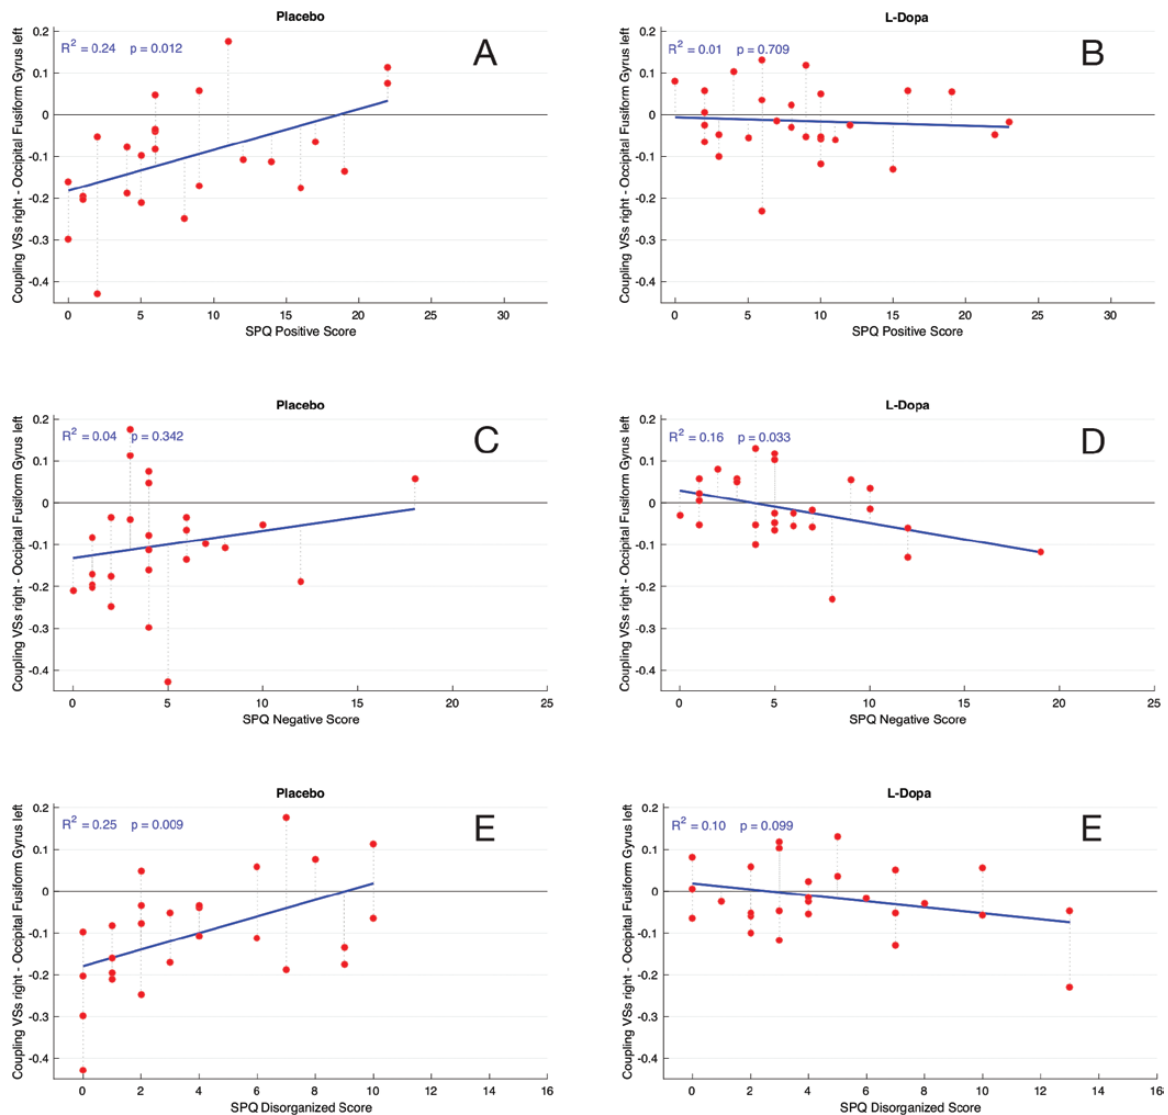 Placebo
R² = 0.24 p = 0.012
A
0.2
0.1
0
-0.1
-0.2
-0.3
-0.4
Coupling VSs right - Occipital Fusiform Gyrus left
0 5 10 15 20 25 30
SPQ Positive Score
L-Dopa
R² = 0.01 p = 0.709
B
0.2
0.1
0
-0.1
-0.2
-0.3
-0.4
Coupling VSs right - Occipital Fusiform Gyrus left
0 5 10 15 20 25 30
SPQ Positive Score
Placebo
R² = 0.04 p = 0.342
C
0.2
0.1
0
-0.1
-0.2
-0.3
-0.4
Coupling VSs right - Occipital Fusiform Gyrus left
0 5 10 15 20 25
SPQ Negative Score
L-Dopa
R² = 0.16 p = 0.033
D
0.2
0.1
0
-0.1
-0.2
-0.3
-0.4
Coupling VSs right - Occipital Fusiform Gyrus left
0 5 10 15 20 25
SPQ Negative Score
Placebo
R² = 0.25 p = 0.009
E
0.2
0.1
0
-0.1
-0.2
-0.3
-0.4
Coupling VSs right - Occipital Fusiform Gyrus left
0 2 4 6 8 10 12 14 16
SPQ Disorganized Score
L-Dopa
R² = 0.10 p = 0.099
E
0.2
0.1
0
-0.1
-0.2
-0.3
-0.4
Coupling VSs right - Occipital Fusiform Gyrus left
0 2 4 6 8 10 12 14 16
SPQ Disorganized Score